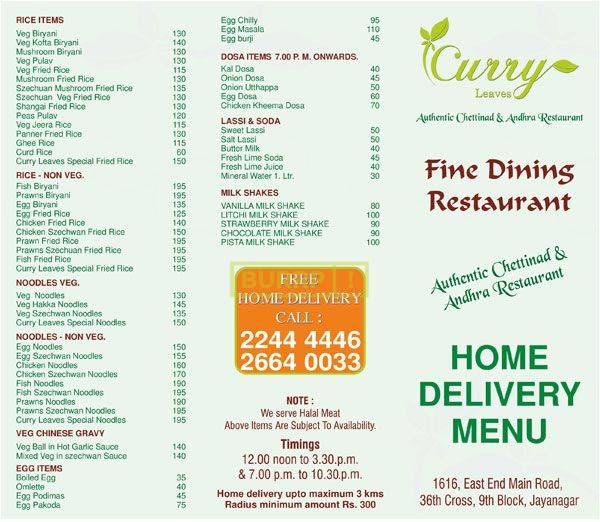 RICE ITEMS
Veg Biryani 130
Veg Kofta Biryani 140
Mushroom Biryani 130
Veg Pulav 130
Veg Fried Rice 115
Mushroom Fried Rice 130
Szechuan Mushroom Fried Rice 135
Szechuan Veg Fried Rice 130
Shangai Fried Rice 130
Peas Pulav 120
Veg Jeera Rice 115
Panner Fried Rice 130
Ghee Rice 115
Curd Rice 60
Curry Leaves Special Fried Rice 150
RICE - NON VEG.
Fish Biryani 195
Prawns Biryani 195
Egg Biryani 135
Egg Fried Rice 125
Chicken Fried Rice 140
Chicken Szechwan Fried Rice 150
Prawn Fried Rice 195
Prawns Szechuan Fried Rice 195
Fish Fried Rice 195
Curry Leaves Special Fried Rice 195
NOODLES VEG.
Veg Noodles 130
Veg Hakka Noodles 145
Veg Szechwan Noodles 135
Curry Leaves Special Noodles 150
NOODLES - NON VEG.
Egg Noodles 150
Egg Szechwan Noodles 155
Chicken Noodles 160
Chicken Szechwan Noodles 170
Fish Noodles 190
Fish Szechwan Noodles 195
Prawns Noodles 190
Prawns Szechwan Noodles 195
Curry Leaves Special Noodles 195
VEG CHINESE GRAVY
Veg Ball in Hot Garlic Sauce 140
Mixed Veg in szechwan Sauce 140
EGG ITEMS
Boiled Egg 35
Omlette 40
Egg Podimas 45
Egg Pakoda 75
Egg Chilly 95
Egg Masala 110
Egg burji 45
DOSA ITEMS 7.00 P. M. ONWARDS.
Kal Dosa 40
Onion Dosa 45
Onion Utthappa 50
Egg Dosa 60
Chicken Kheema Dosa 70
LASSI & SODA
Sweet Lassi 50
Salt Lassi 50
Butter Milk 40
Fresh Lime Soda 45
Fresh Lime Juice 40
Mineral Water 1. Ltr. 30
MILK SHAKES
VANILLA MILK SHAKE 80
LITCHI MILK SHAKE 100
STRAWBERRY MILK SHAKE 90
CHOCOLATE MILK SHAKE 90
PISTA MILK SHAKE 100
FREE
HOME DELIVERY
CALL :
2244 4446
2664 0033
NOTE :
We serve Halal Meat
Above Items Are Subject To Availability.
Timings
12.00 noon to 3.30.p.m.
& 7.00 p.m. to 10.30.p.m.
Home delivery upto maximum 3 kms
Radius minimum amount Rs. 300
Curry
Leaves
Authentic Chettinad & Andhra Restaurant
Fine Dining
Restaurant
Authentic Chettinad &
Andhra Restaurant
HOME
DELIVERY
MENU
1616, East End Main Road,
36th Cross, 9th Block, Jayanagar